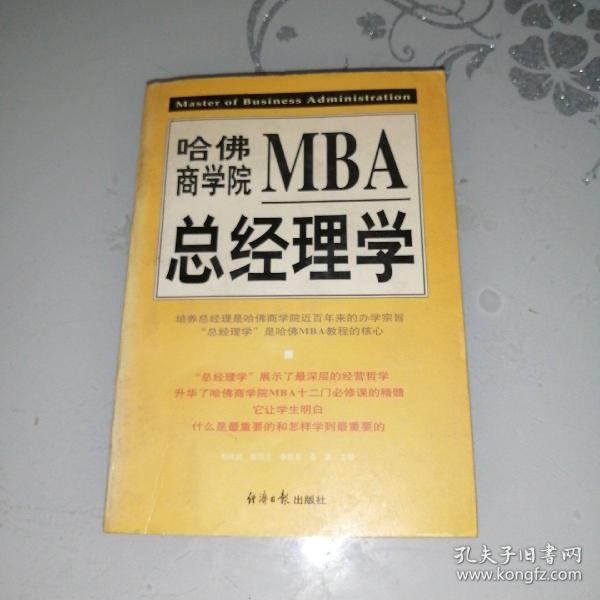 Master of Business Administration
哈佛
商学院
MBA
总经理学
培养总经理是哈佛商学院近百年来的办学宗旨
“总经理学”是哈佛MBA教程的核心
“总经理学”展示了最深层的经营哲学
升华了哈佛商学院MBA十二门必修课的精髓
它让学生明白
什么是最重要的和怎样学到最重要的
经济日报出版社
孔夫子旧书网
www.kongfz.com